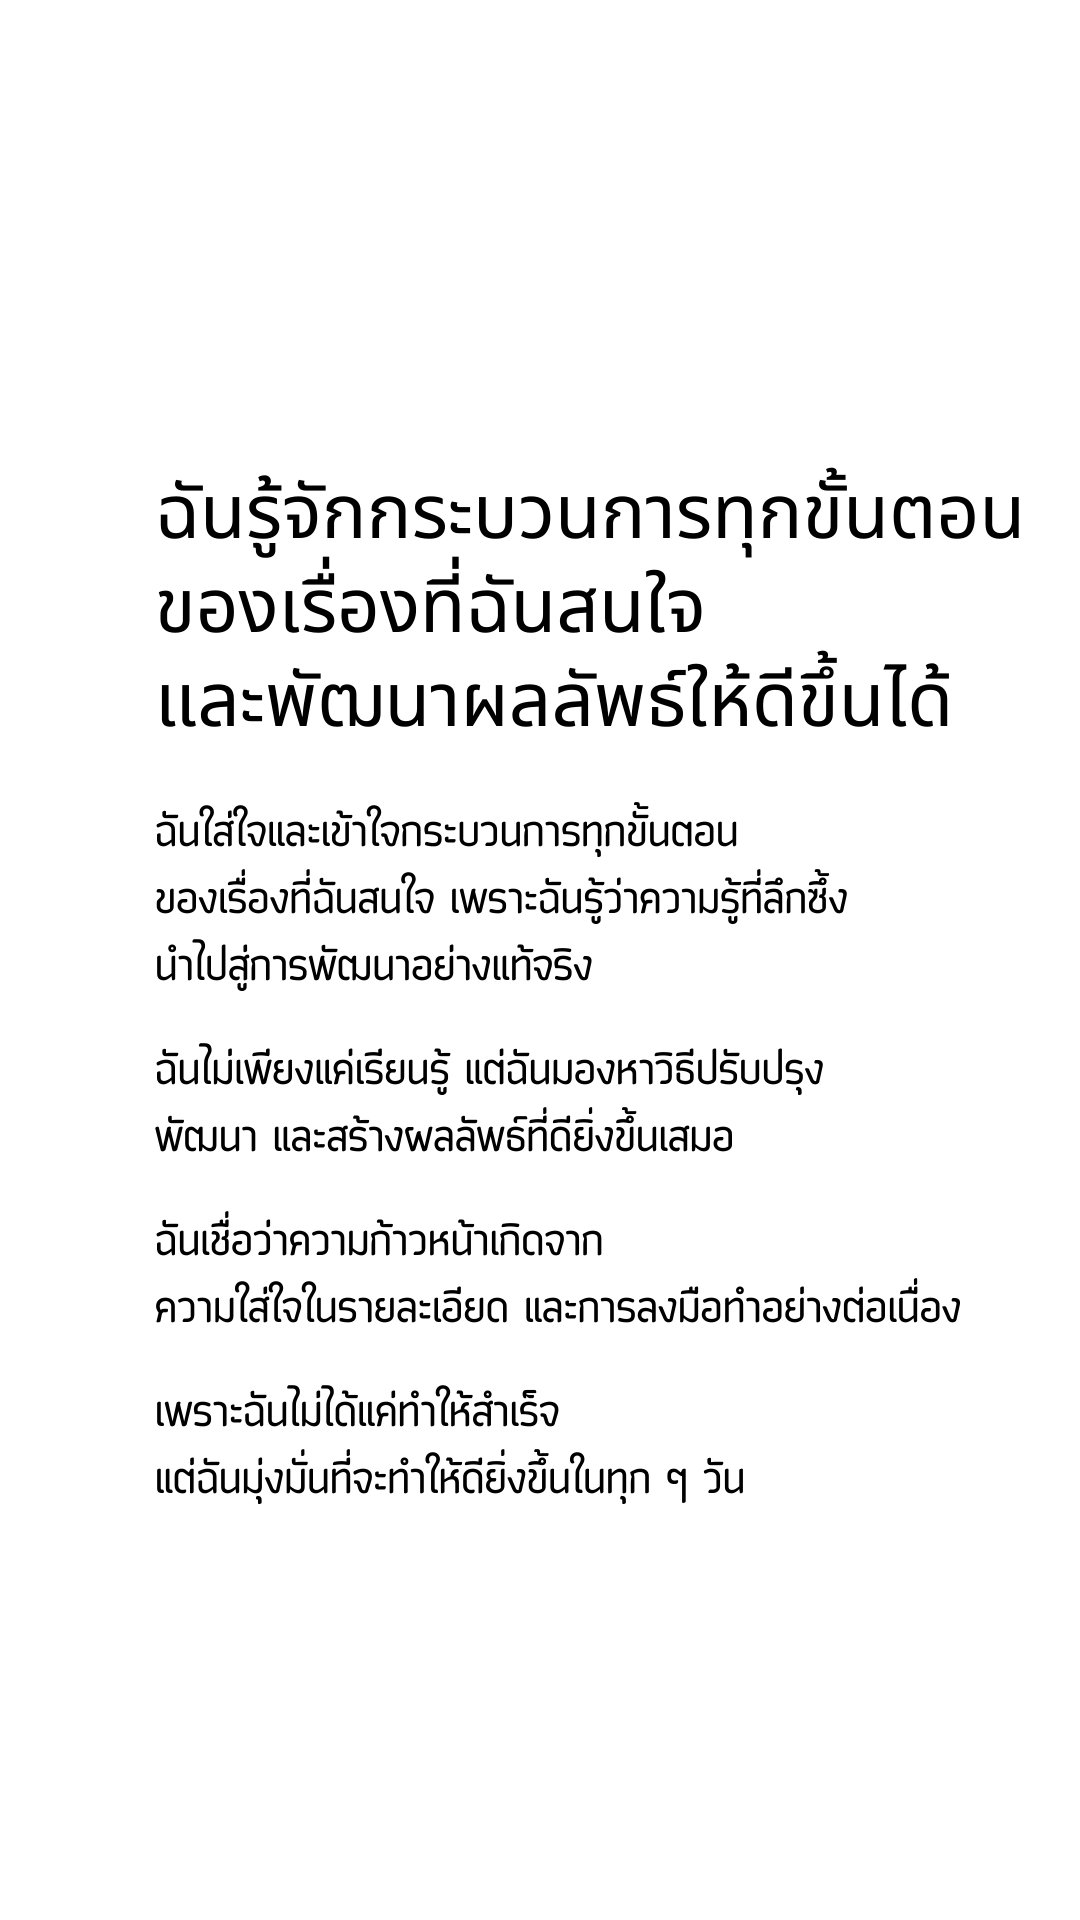 ฉันรู้จักกระบวนการทุกขั้นตอน
ของเรื่องที่ฉันสนใจ
และพัฒนาผลลัพธ์ให้ดีขึ้นได้
ฉันใส่ใจและเข้าใจกระบวนการทุกขั้นตอน
ของเรื่องที่ฉันสนใจ เพราะฉันรู้ว่าความรู้ที่ลึกซึ้ง
นำไปสู่การพัฒนาอย่างแท้จริง
ฉันไม่เพียงแค่เรียนรู้ แต่ฉันมองหาวิธีปรับปรุง
พัฒนา และสร้างผลลัพธ์ที่ดียิ่งขึ้นเสมอ
ฉันเชื่อว่าความก้าวหน้าเกิดจาก
ความใส่ใจในรายละเอียด และการลงมือทำอย่างต่อเนื่อง
เพราะฉันไม่ได้แค่ทำให้สำเร็จ
แต่ฉันมุ่งมั่นที่จะทำให้ดียิ่งขึ้นในทุก ๆ วัน